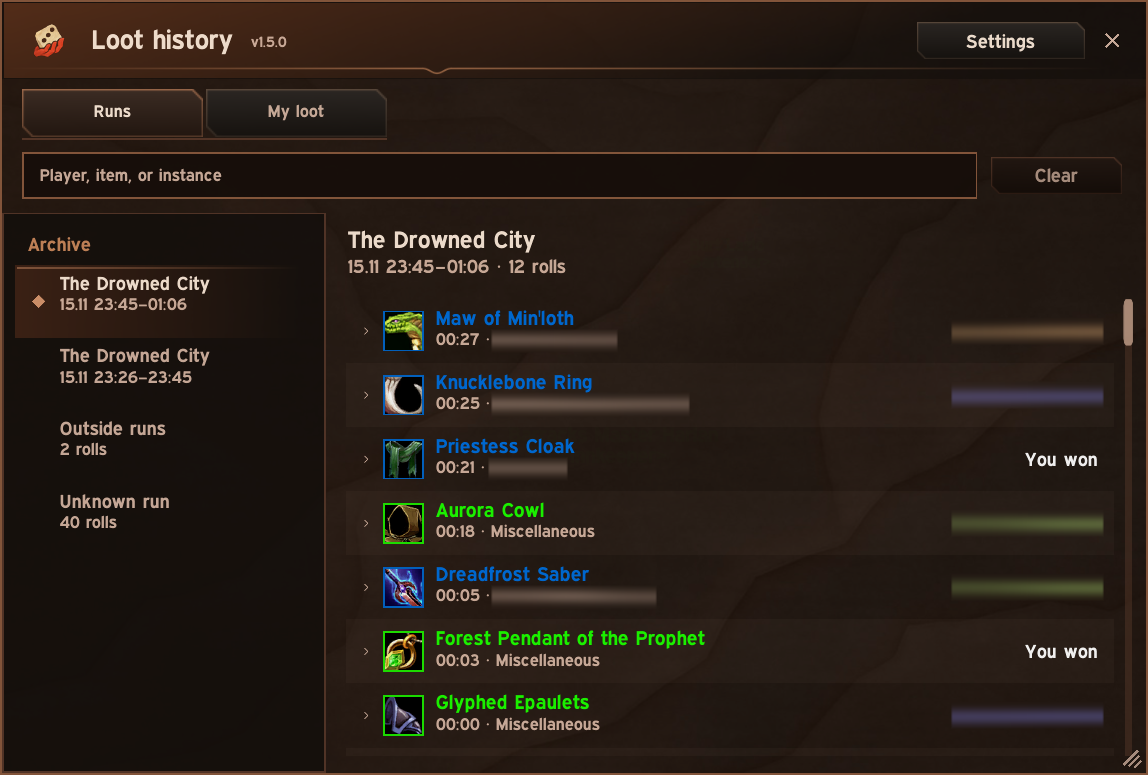 Loot history v1.5.0
Settings
Runs
My loot
Player, item, or instance
Clear
Archive
The Drowned City
15.11 23:45–01:06
The Drowned City
15.11 23:26–23:45
Outside runs
2 rolls
Unknown run
40 rolls
The Drowned City
15.11 23:45–01:06 · 12 rolls
Maw of Min'loth
00:27 ·
Knucklebone Ring
00:25 ·
Priestess Cloak
00:21 ·
You won
Aurora Cowl
00:18 · Miscellaneous
Dreadfrost Saber
00:05 ·
Forest Pendant of the Prophet
00:03 · Miscellaneous
You won
Glyphed Epaulets
00:00 · Miscellaneous